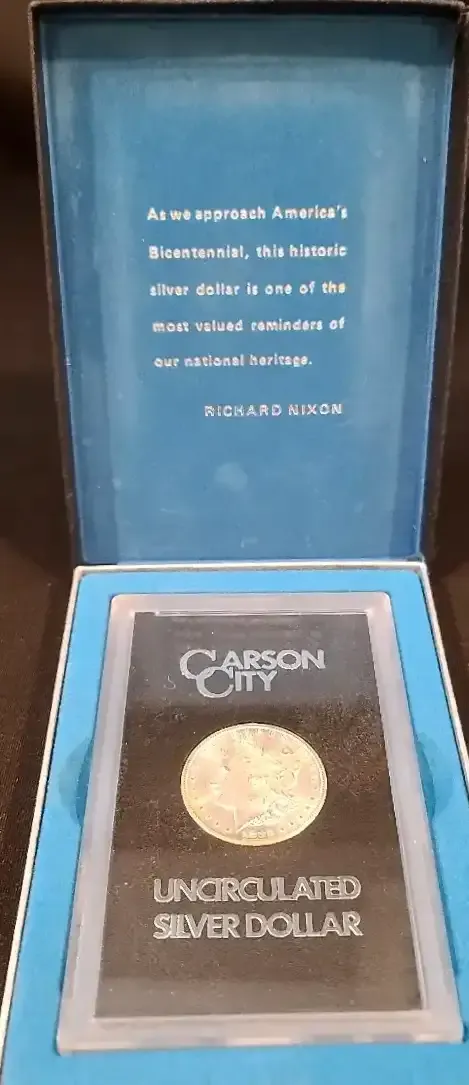 As we approach America's
Bicentennial, this historic
silver dollar is one of the
most valued reminders of
our national heritage.
RICHARD NIXON
CARSON
CITY
UNCIRCULATED
SILVER DOLLAR